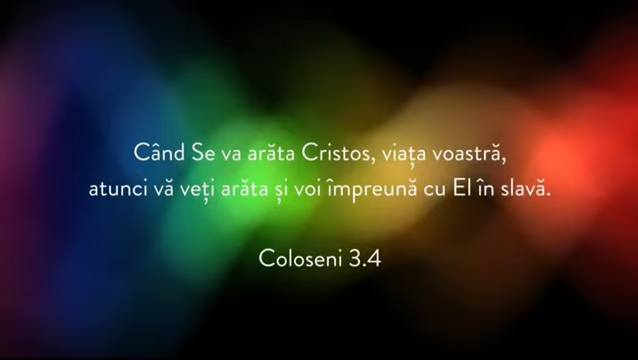 Când Se va arăta Cristos, viața voastră,
atunci vă veți arăta și voi împreună cu El în slavă.
Coloseni 3.4